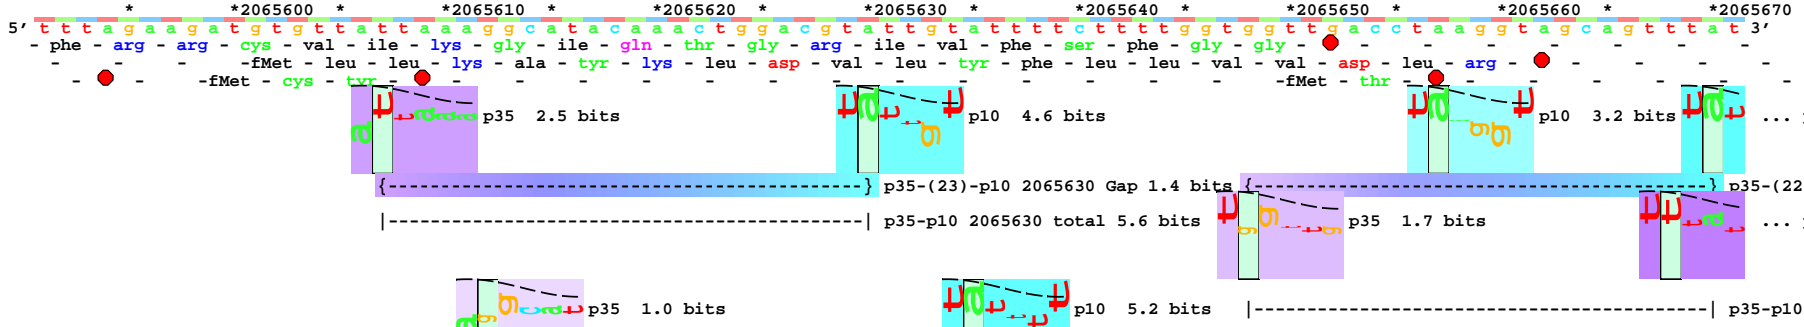 * *2065600 * *2065610 * *2065620 * *2065630 * *2065640 * *2065650 * *2065660 * *2065670
5' t t t a g a a g a t g t g t t a t t a a a g g c a t a c a a a c t g g a c g t a t t g t a t t t t c t t t t g g t g g t t g a c c t a a g g t a g c a g t t t a t 3'
- phe - arg - arg - cys - val - ile - lys - gly - ile - gln - thr - gly - arg - ile - val - phe - ser - phe - gly - gly - - - - - - -
- - - -fMet - leu - leu - lys - ala - tyr - lys - leu - asp - val - leu - tyr - phe - leu - leu - val - val - asp - leu - arg - - - -
- - - -fMet - cys - tyr - - - - - - - - - - - - - - -fMet - thr - - - - - -
p35 2.5 bits
p10 4.6 bits
p10 3.2 bits
...
{----------------------} p35-(23)-p10 2065630 Gap 1.4 bits
{---------------------} p35-(22
|----------------------| p35-p10 2065630 total 5.6 bits
p35 1.7 bits
...
p35 1.0 bits
p10 5.2 bits
|---------------------| p35-p10